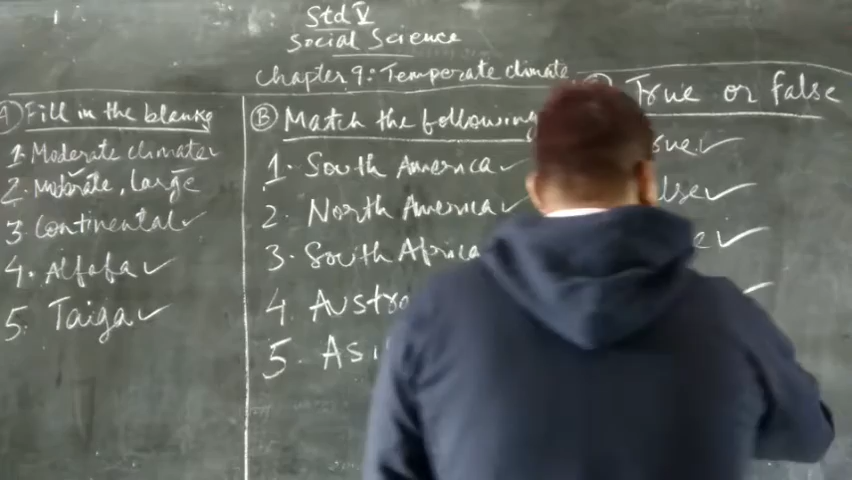 Std V
Social Science
Chapter 9: Temperate climate
A Fill in the blanks
1. Moderate climate
2. Moderate, large
3. Continental
4. Alfafa
5. Taiga
B Match the following
1. South America
2. North America
3. South Africa
4. Austra
5. Asi
True or false